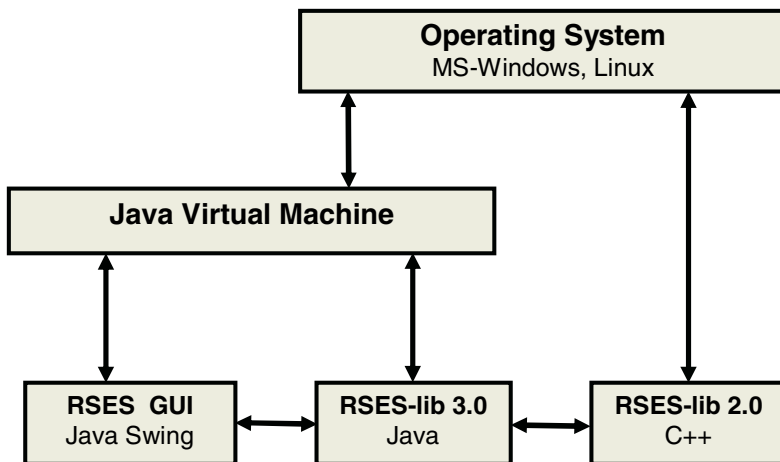 Operating System
MS-Windows, Linux
Java Virtual Machine
RSES GUI
Java Swing
RSES-lib 3.0
Java
RSES-lib 2.0
C++